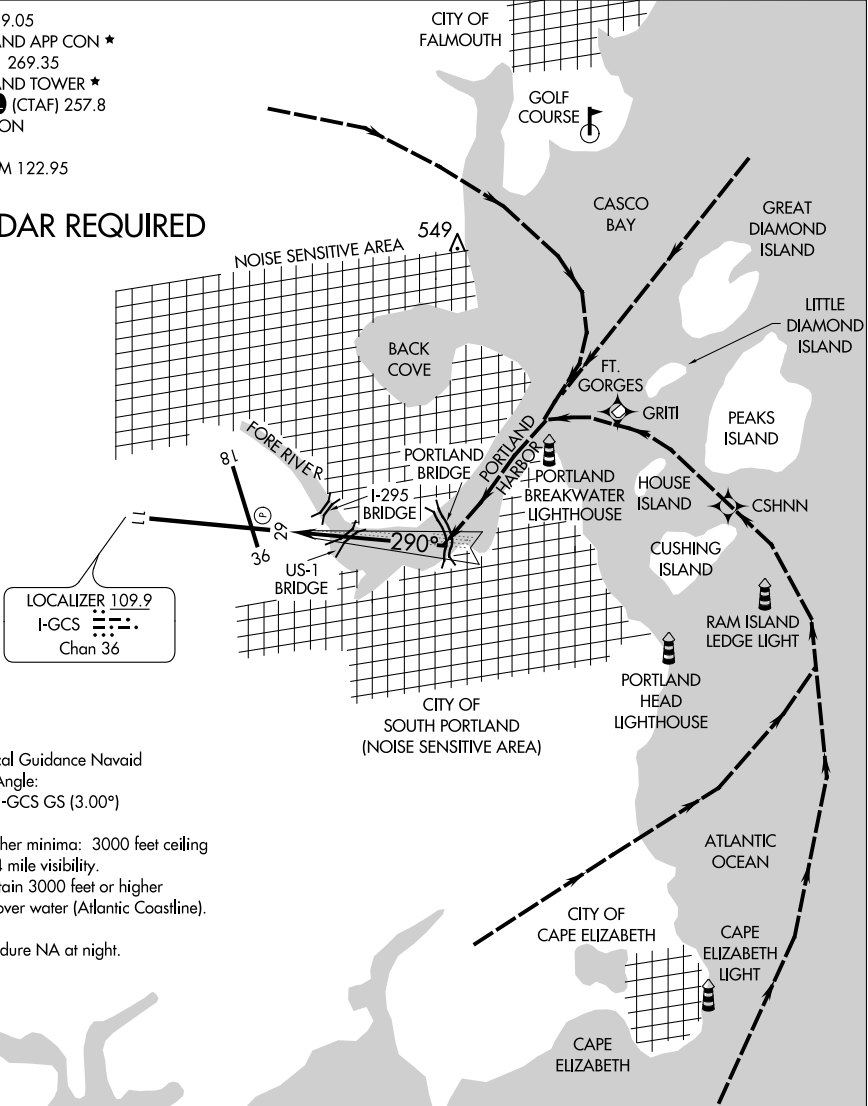 9.05
AND APP CON ★
269.35
AND TOWER ★
(CTAF) 257.8
ON
M 122.95
DAR REQUIRED
CITY OF
FALMOUTH
GOLF
COURSE
CASCO
BAY
GREAT
DIAMOND
ISLAND
LITTLE
DIAMOND
ISLAND
NOISE SENSITIVE AREA
549
BACK
COVE
FT.
GORGES
GRITI
PEAKS
ISLAND
FORE RIVER
PORTLAND
BRIDGE
PORTLAND
HARBOR
PORTLAND
BREAKWATER
LIGHTHOUSE
HOUSE
ISLAND
CSHNN
I-295
BRIDGE
18
11
P
29
36
290°
US-1
BRIDGE
CUSHING
ISLAND
LOCALIZER 109.9
I-GCS
Chan 36
RAM ISLAND
LEDGE LIGHT
PORTLAND
HEAD
LIGHTHOUSE
CITY OF
SOUTH PORTLAND
(NOISE SENSITIVE AREA)
cal Guidance Navaid
Angle:
I-GCS GS (3.00°)
ther minima: 3000 feet ceiling
4 mile visibility.
tain 3000 feet or higher
over water (Atlantic Coastline).
edure NA at night.
ATLANTIC
OCEAN
CITY OF
CAPE ELIZABETH
CAPE
ELIZABETH
LIGHT
CAPE
ELIZABETH